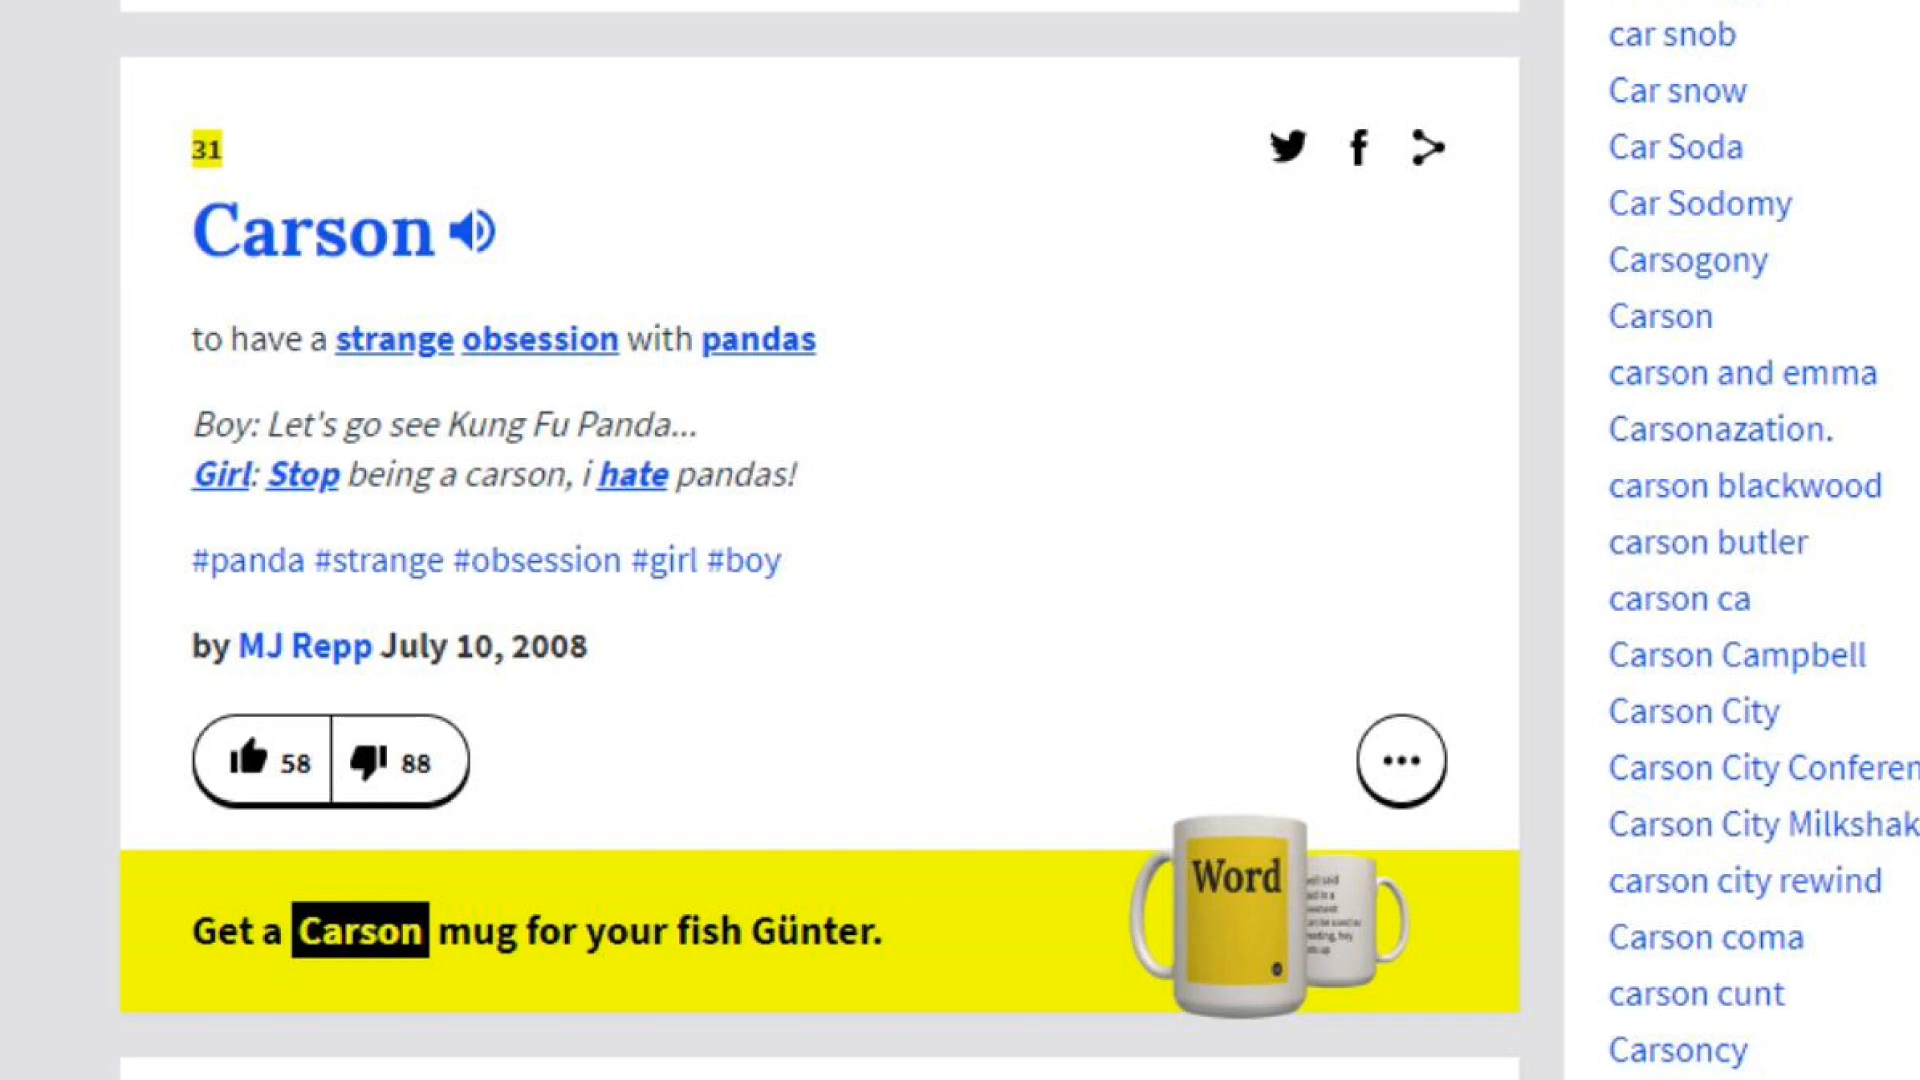 31
Carson
to have a strange obsession with pandas
Boy: Let's go see Kung Fu Panda...
Girl: Stop being a carson, i hate pandas!
#panda #strange #obsession #girl #boy
by MJ Repp July 10, 2008
58 88
Get a Carson mug for your fish Günter.
Word
car snob
Car snow
Car Soda
Car Sodomy
Carsogony
Carson
carson and emma
Carsonazation.
carson blackwood
carson butler
carson ca
Carson Campbell
Carson City
Carson City Conferen
Carson City Milkshak
carson city rewind
Carson coma
carson cunt
Carsoncy